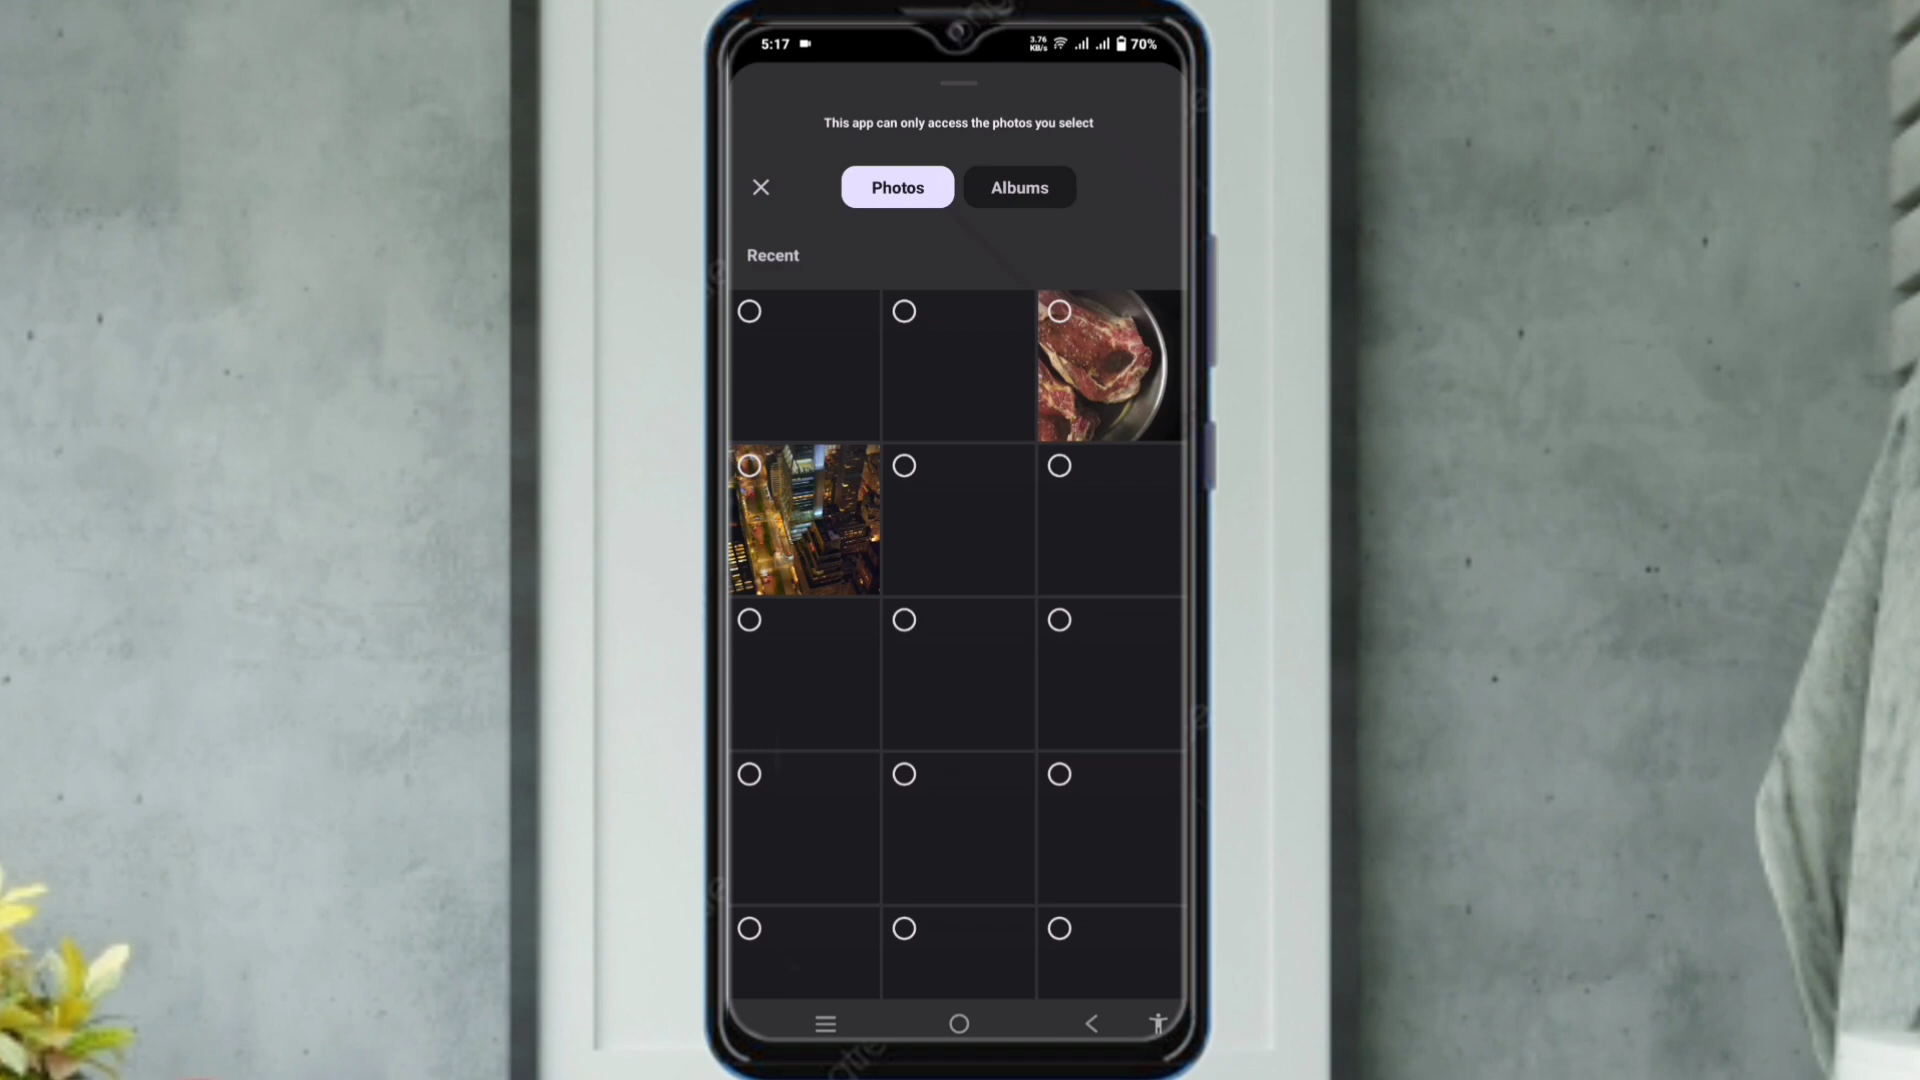 5:17
3.76
KB/s
70%
This app can only access the photos you select
Photos
Albums
Recent